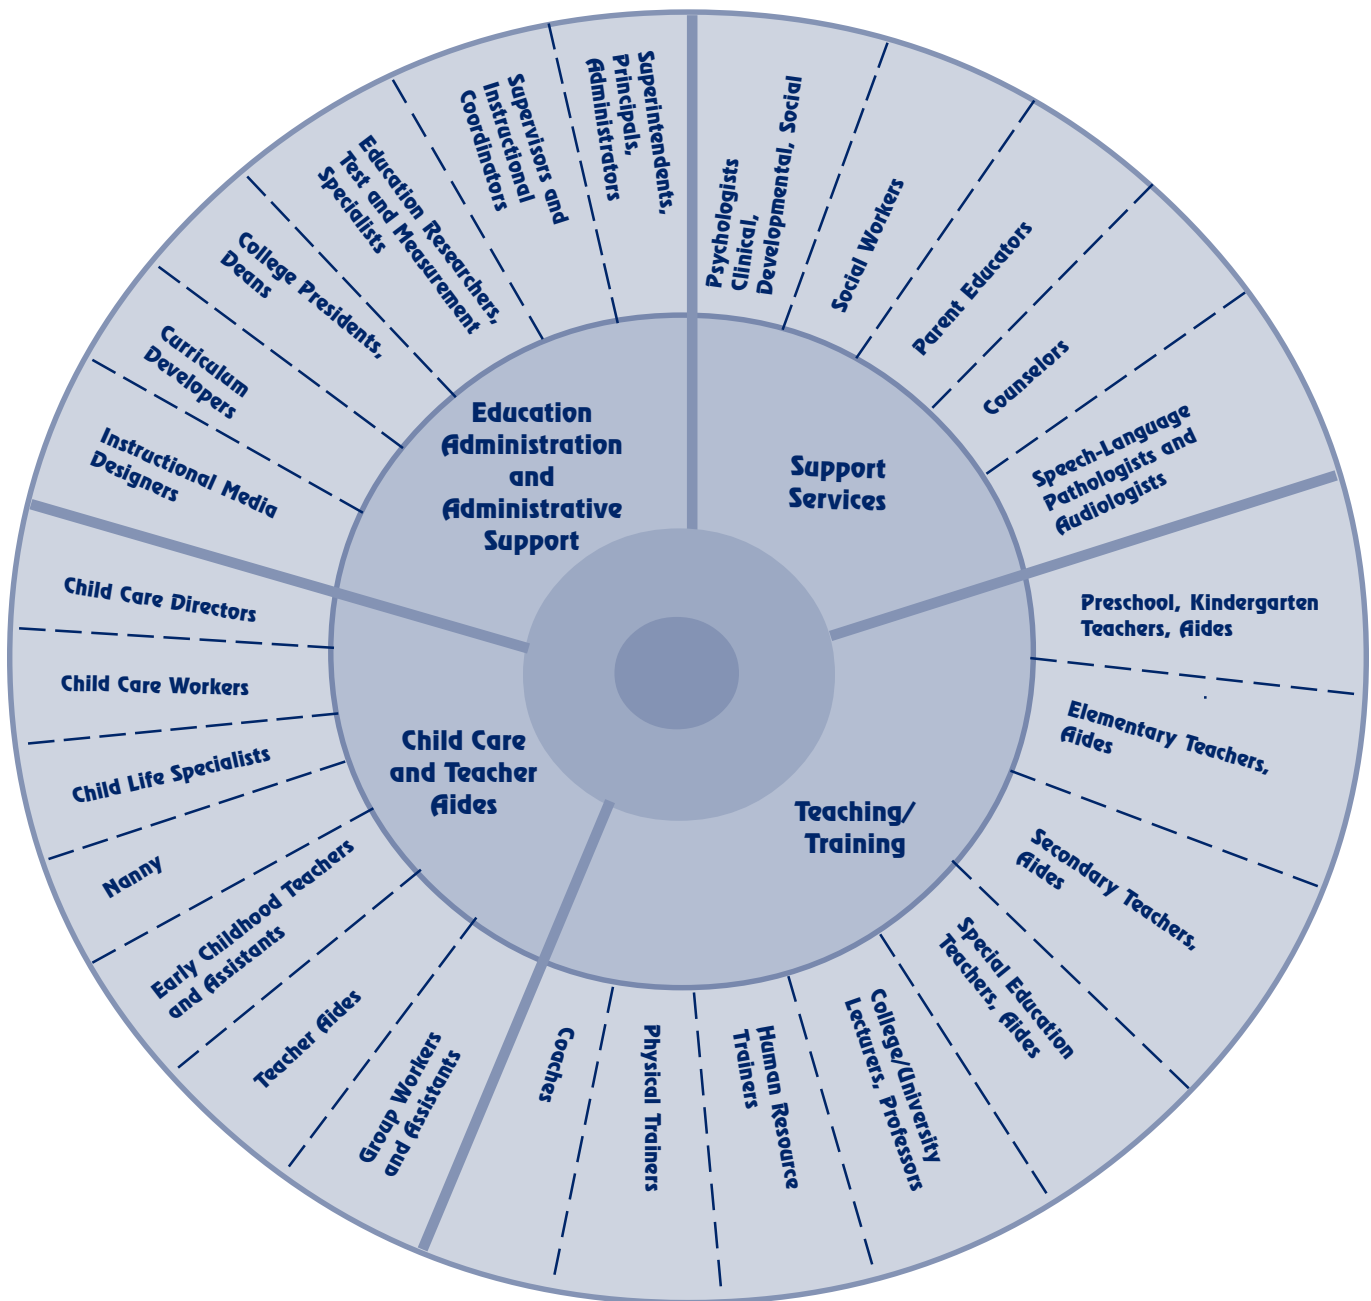 Education
Administration
and
Administrative
Support
Superintendents,
Principals,
Administrators
Supervisors and
Instructional
Coordinators
Education Researchers,
Test and Measurement
Specialists
College Presidents,
Deans
Curriculum
Developers
Instructional Media
Designers
Support
Services
Psychologists
Clinical,
Developmental, Social
Social Workers
Parent Educators
Counselors
Speech-Language
Pathologists and
Audiologists
Teaching/
Training
Preschool, Kindergarten
Teachers, Aides
Elementary Teachers,
Aides
Secondary Teachers,
Aides
Special Education
Teachers, Aides
College/University
Lecturers, Professors
Human Resource
Trainers
Physical Trainers
Coaches
Child Care
and Teacher
Aides
Child Care Directors
Child Care Workers
Child Life Specialists
Nanny
Early Childhood Teachers
and Assistants
Teacher Aides
Group Workers
and Assistants